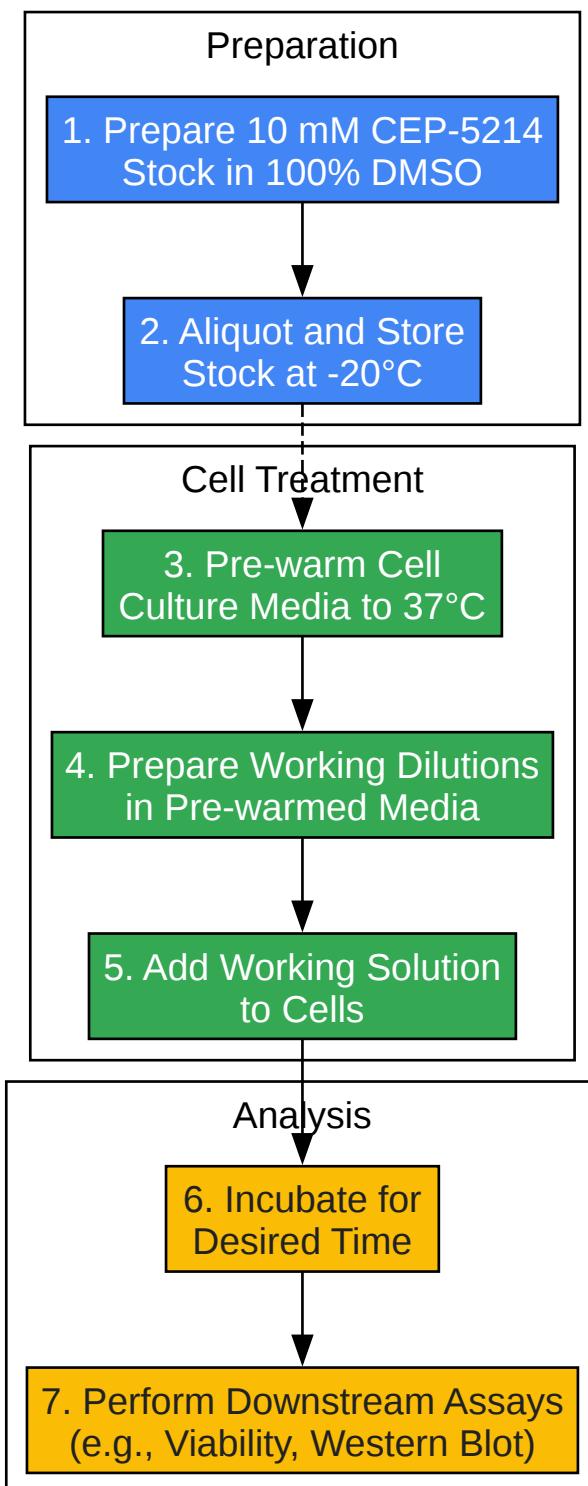 Preparation
1. Prepare 10 mM CEP-5214
Stock in 100% DMSO
2. Aliquot and Store
Stock at -20°C
Cell Treatment
3. Pre-warm Cell
Culture Media to 37°C
4. Prepare Working Dilutions
in Pre-warmed Media
5. Add Working Solution
to Cells
Analysis
6. Incubate for
Desired Time
7. Perform Downstream Assays
(e.g., Viability, Western Blot)